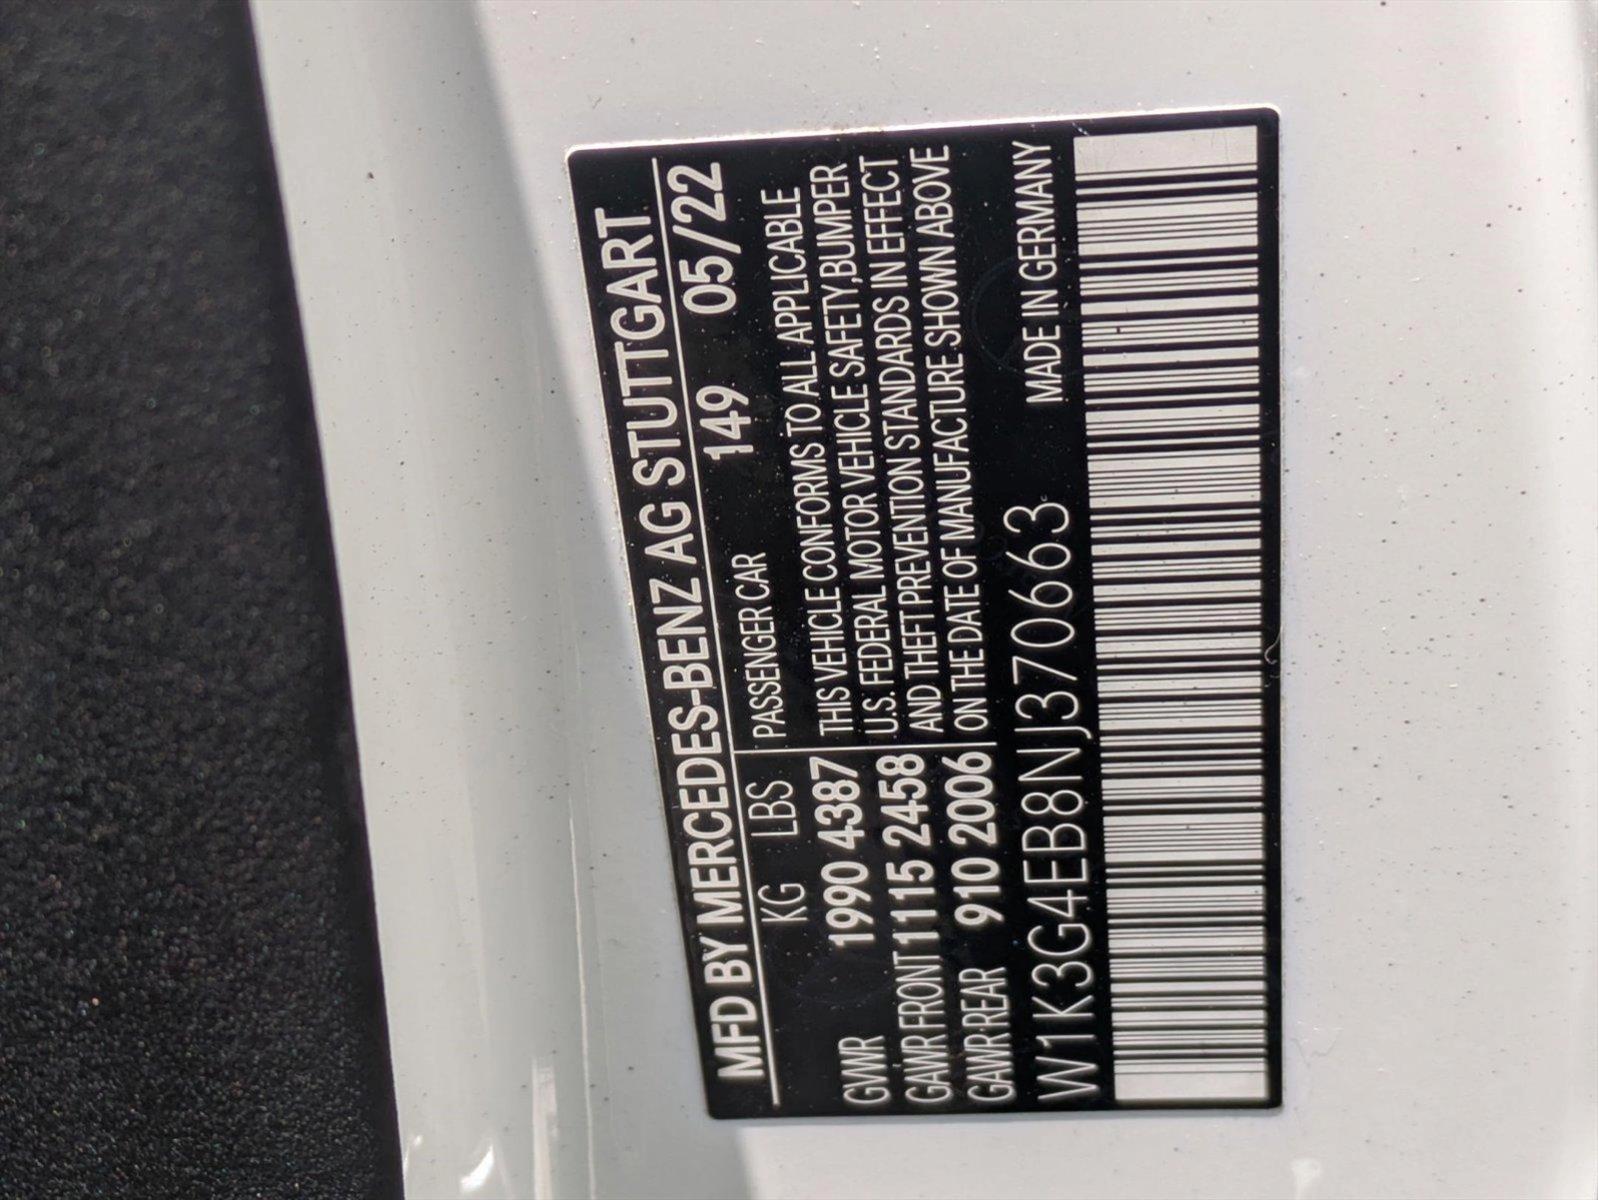 MFD BY MERCEDES-BENZ AG STUTTGART
149 05/22
KG LBS
PASSENGER CAR
GVWR 1990 4387
GAWR FRONT 1115 2458
GAWR REAR 910 2006
THIS VEHICLE CONFORMS TO ALL APPLICABLE
U.S. FEDERAL MOTOR VEHICLE SAFETY, BUMPER
AND THEFT PREVENTION STANDARDS IN EFFECT
ON THE DATE OF MANUFACTURE SHOWN ABOVE
MADE IN GERMANY
W1K3G4EB8NJ370663